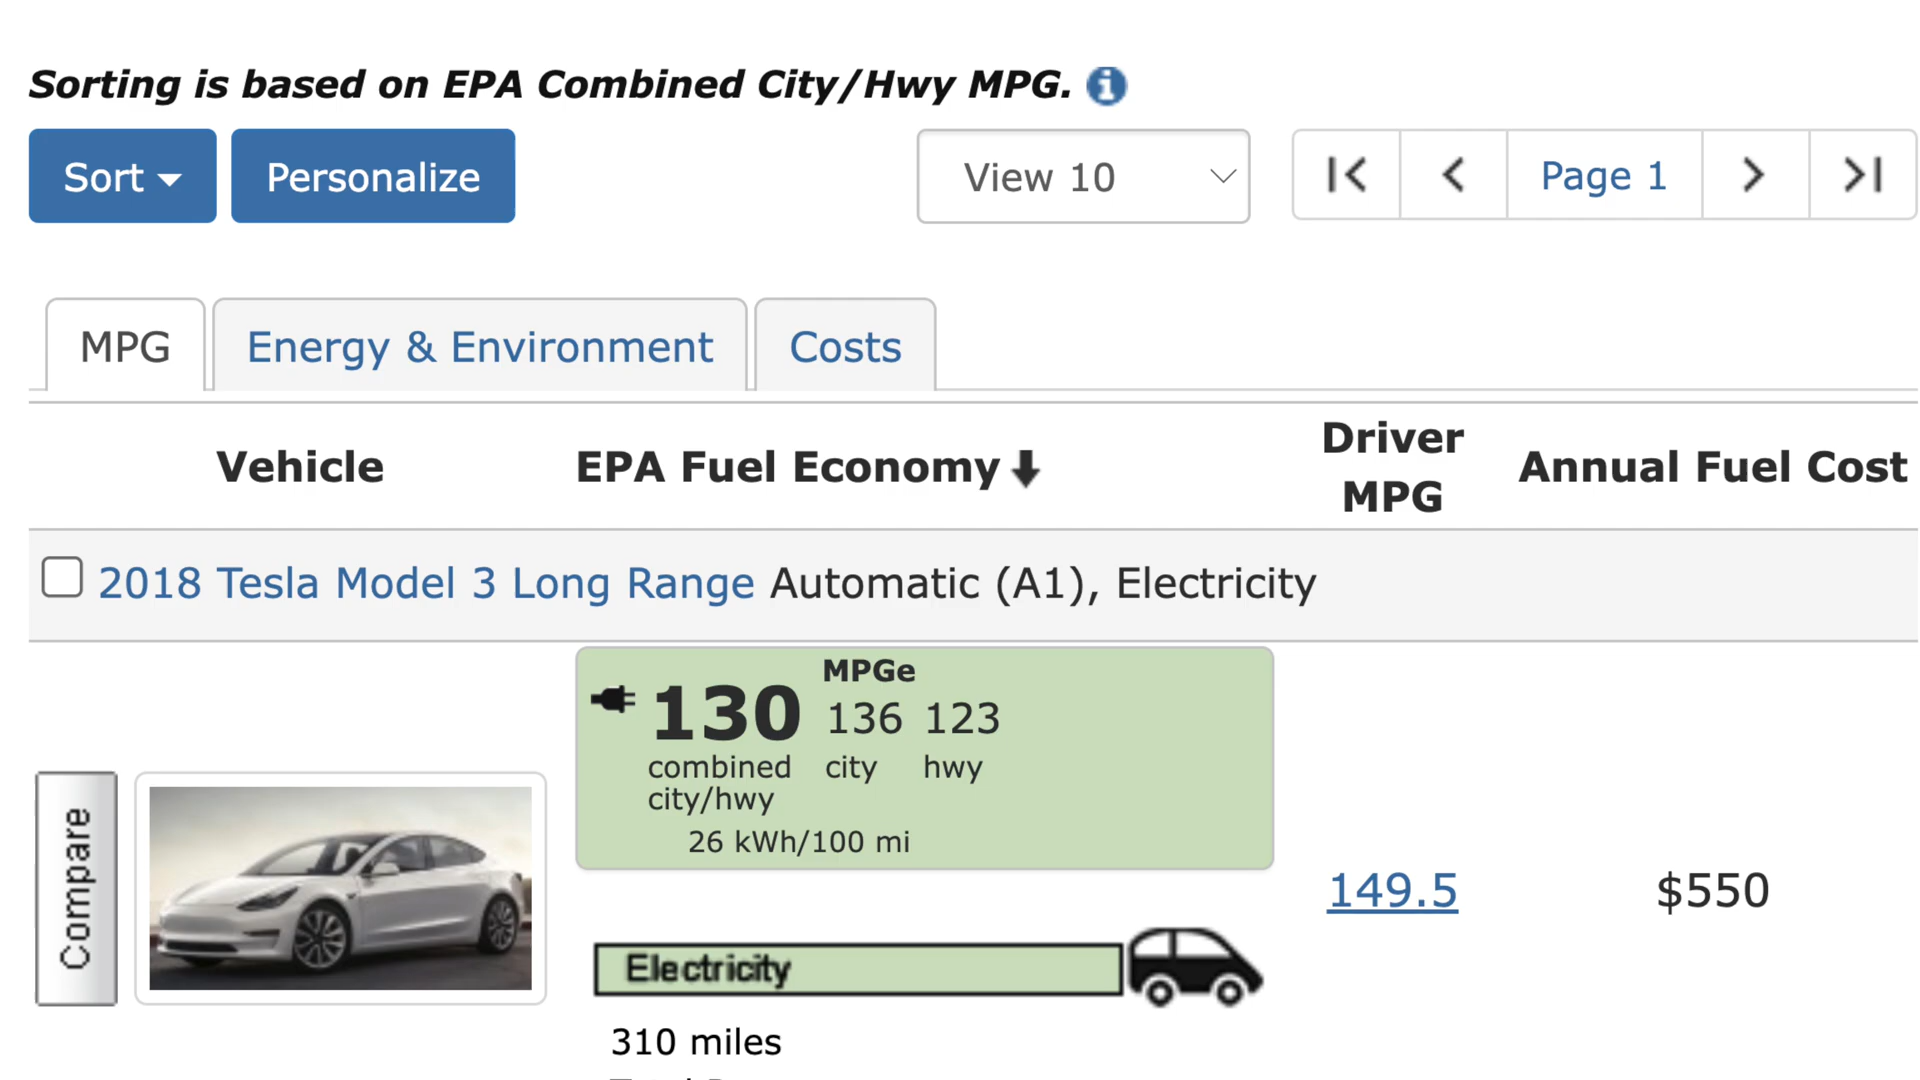 Sorting is based on EPA Combined City/Hwy MPG.
Sort Personalize View 10 Page 1
MPG Energy & Environment Costs
Vehicle EPA Fuel Economy Driver MPG Annual Fuel Cost
2018 Tesla Model 3 Long Range Automatic (A1), Electricity
MPGe
130 136 123
combined city/hwy city hwy
26 kWh/100 mi
Compare
149.5 $550
Electricity
310 miles